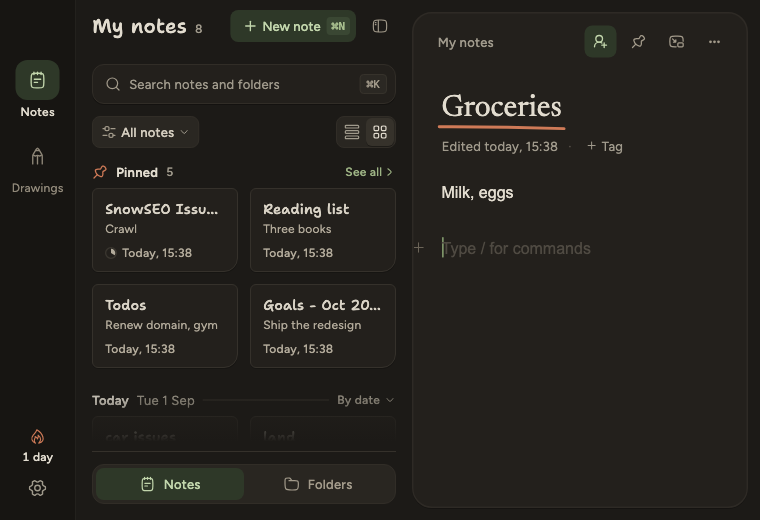 My notes 8
+ New note ⌘N
Notes
Drawings
1 day
Search notes and folders ⌘K
All notes
Pinned 5
See all >
SnowSEO Issu...
Crawl
Today, 15:38
Reading list
Three books
Today, 15:38
Todos
Renew domain, gym
Today, 15:38
Goals - Oct 20...
Ship the redesign
Today, 15:38
Today Tue 1 Sep
By date
car issues
land
Notes
Folders
My notes
Groceries
Edited today, 15:38 · + Tag
Milk, eggs
Type / for commands